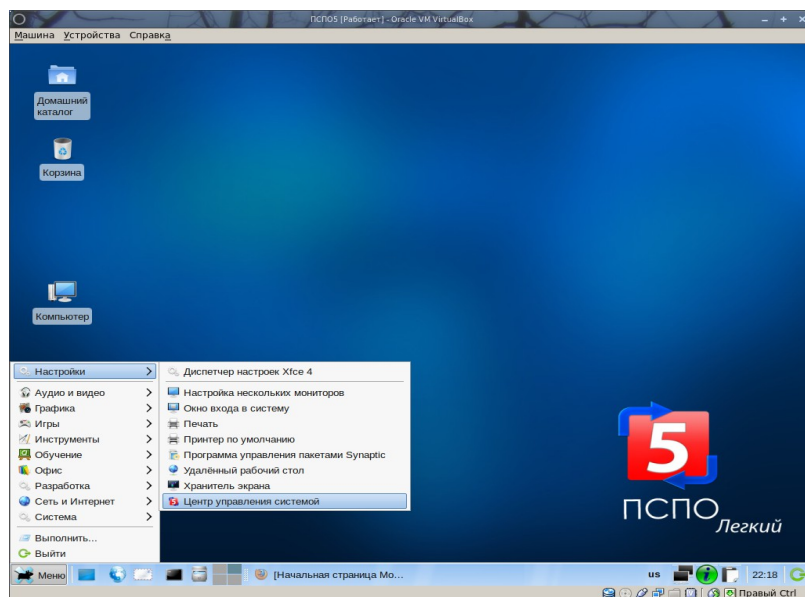 ПСПО5 [Работает] - Oracle VM VirtualBox
Машина Устройства Справка
Домашний
каталог
Корзина
Компьютер
Настройки
Аудио и видео
Графика
Игры
Инструменты
Обучение
Офис
Разработка
Сеть и Интернет
Система
Выполнить...
Выйти
Диспетчер настроек Xfce 4
Настройка нескольких мониторов
Окно входа в систему
Печать
Принтер по умолчанию
Программа управления пакетами Synaptic
Удалённый рабочий стол
Хранитель экрана
5 Центр управления системой
5
ПСПО
Легкий
Меню
[Начальная страница Mo...
us
i
22:18
Правый Ctrl